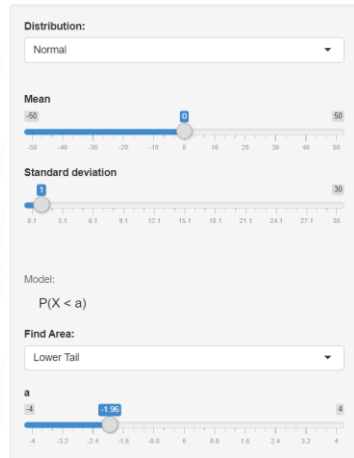 Distribution:
Normal
Mean
-50 0 50
-50 -40 -30 -20 -10 0 10 20 30 40 50
Standard deviation
1 30
0.1 3.1 6.1 9.1 12.1 15.1 18.1 21.1 24.1 27.1 30
Model:
P(X < a)
Find Area:
Lower Tail
a
-4 -1.96 4
-4 -3.2 -2.4 -1.6 -0.8 0 0.8 1.6 2.4 3.2 4